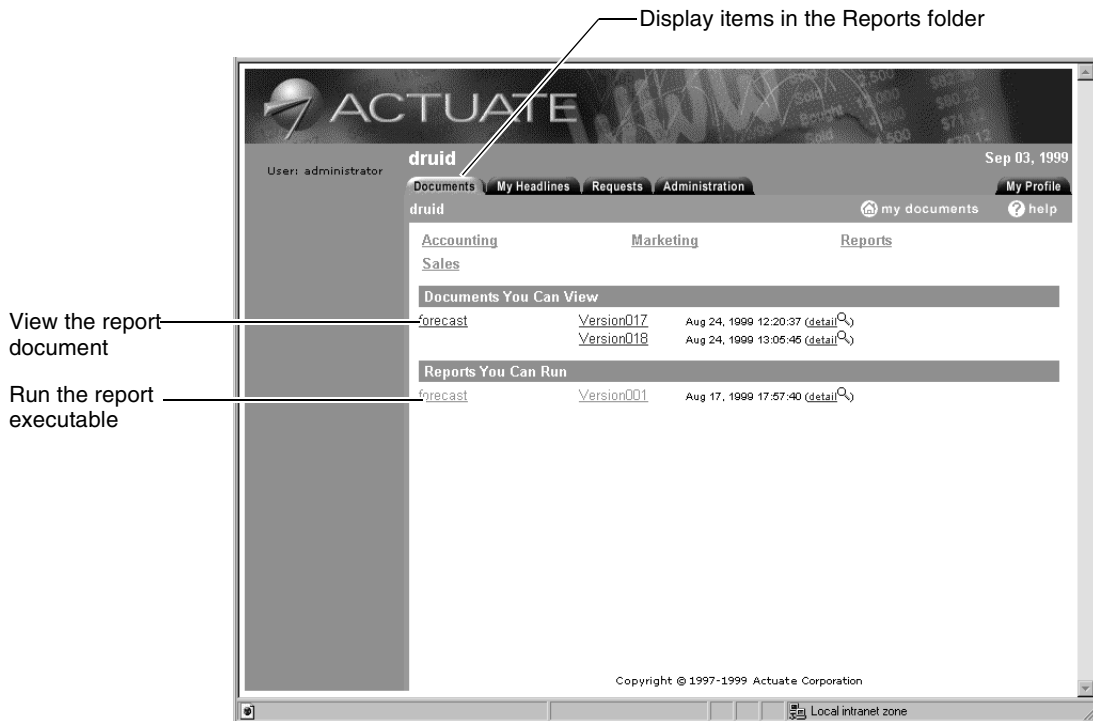 Display items in the Reports folder
ACTUATE
User: administrator
druid
Sep 03, 1999
Documents My Headlines Requests Administration My Profile
druid my documents ? help
Accounting Marketing Reports
Sales
Documents You Can View
forecast Version017 Aug 24, 1999 12:20:37 (detail)
Version018 Aug 24, 1999 13:05:45 (detail)
Reports You Can Run
forecast Version001 Aug 17, 1999 17:57:40 (detail)
View the report
document
Run the report
executable
Copyright © 1997-1999 Actuate Corporation
Local intranet zone